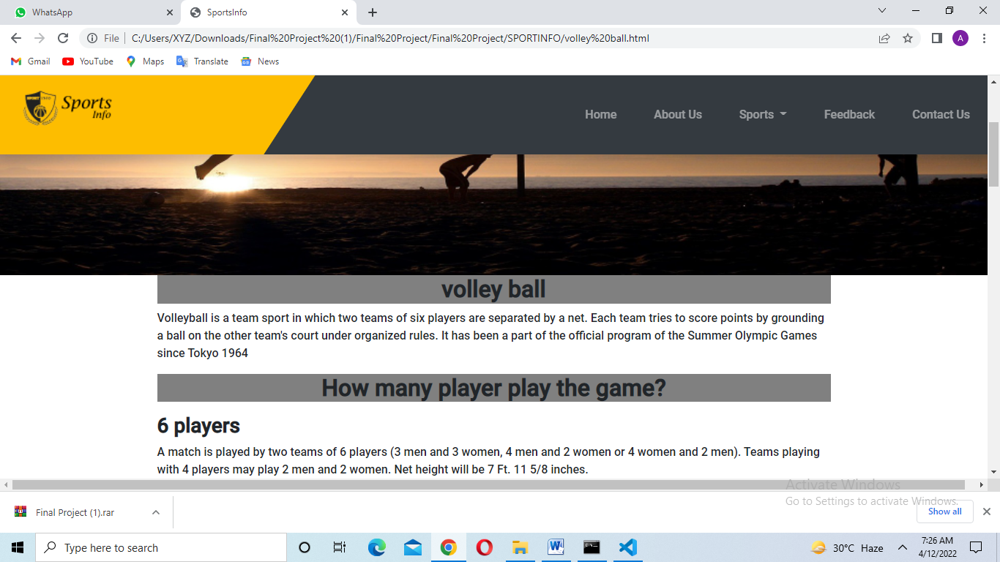 WhatsApp
SportsInfo
File
C:/Users/XYZ/Downloads/Final%20Project%20(1)/Final%20Project/Final%20Project/SPORTINFO/volley%20ball.html
A
Gmail
YouTube
Maps
Translate
News
Sports
Info
Home
About Us
Sports
Feedback
Contact Us
volley ball
Volleyball is a team sport in which two teams of six players are separated by a net. Each team tries to score points by grounding
a ball on the other team's court under organized rules. It has been a part of the official program of the Summer Olympic Games
since Tokyo 1964
How many player play the game?
6 players
A match is played by two teams of 6 players (3 men and 3 women, 4 men and 2 women or 4 women and 2 men). Teams playing
with 4 players may play 2 men and 2 women. Net height will be 7 Ft. 11 5/8 inches.
Activate Windows
Go to Settings to activate Windows.
Final Project (1).rar
Show all
Type here to search
30°C Haze
7:26 AM
4/12/2022